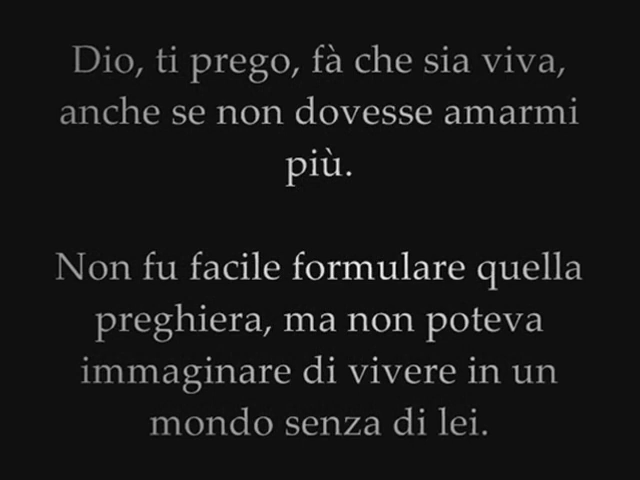 Dio, ti prego, fà che sia viva,
anche se non dovesse amarmi
più.
Non fu facile formulare quella
preghiera, ma non poteva
immaginare di vivere in un
mondo senza di lei.